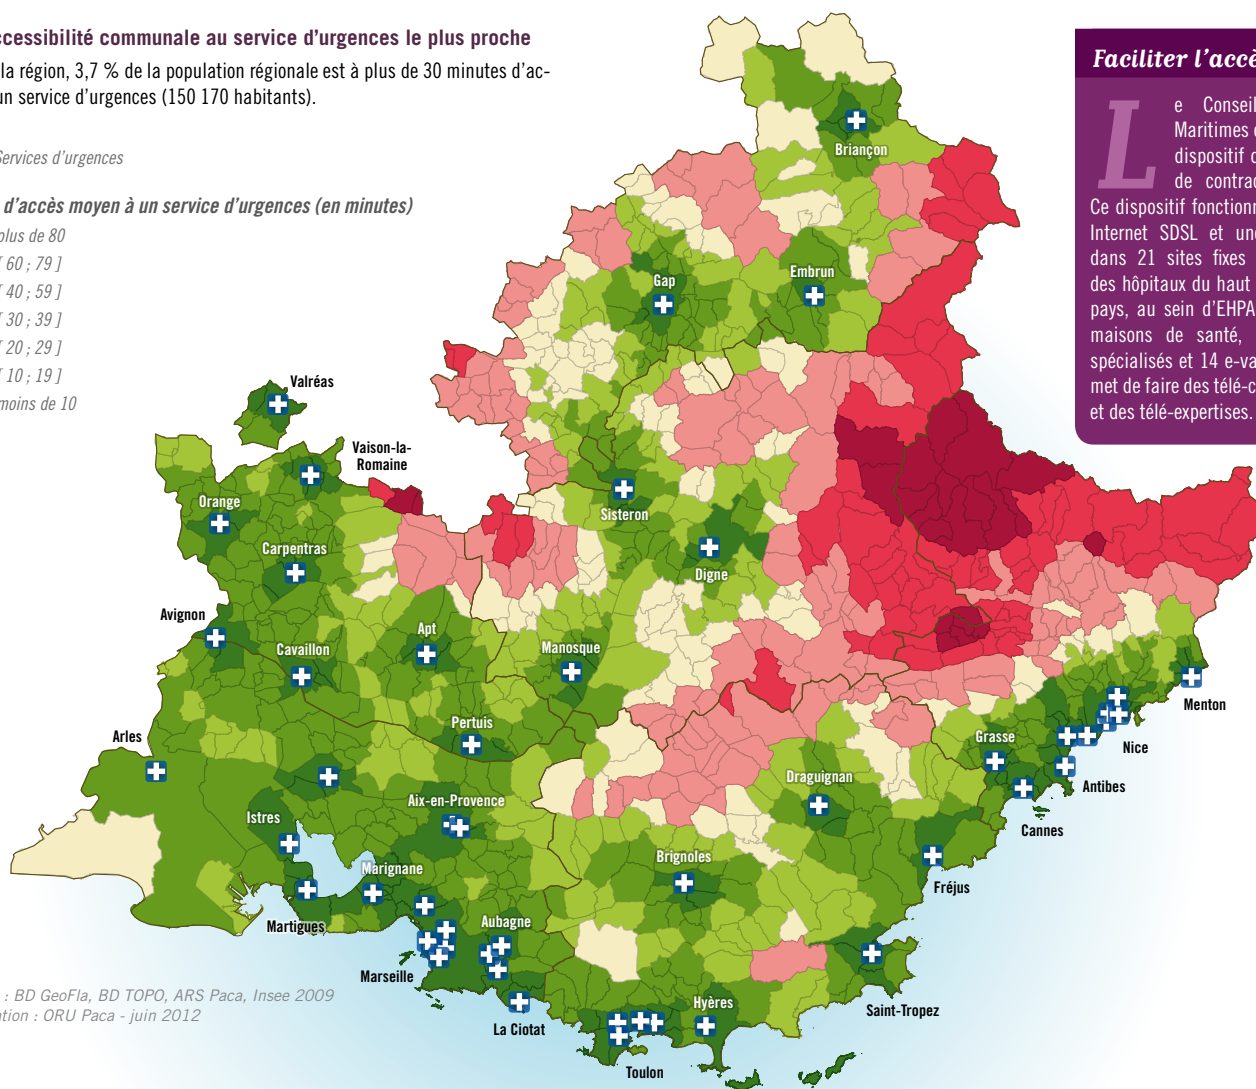 ccessibilité communale au service d'urgences le plus proche
la région, 3,7 % de la population régionale est à plus de 30 minutes d'ac-
un service d'urgences (150 170 habitants).
Services d'urgences
d'accès moyen à un service d'urgences (en minutes)
plus de 80
[ 60 ; 79 ]
[ 40 ; 59 ]
[ 30 ; 39 ]
[ 20 ; 29 ]
[ 10 ; 19 ]
moins de 10
Faciliter l'accè
Le Conseil
Maritimes
dispositif
de contrac
Ce dispositif fonctionn
Internet SDSL et une
dans 21 sites fixes
des hôpitaux du haut
pays, au sein d'EHPA
maisons de santé,
spécialisés et 14 e-va
met de faire des télé-c
et des télé-expertises.
Briançon
Gap
Embrun
Valréas
Vaison-la-
Romaine
Orange
Sisteron
Carpentras
Digne
Avignon
Apt
Cavaillon
Manosque
Menton
Pertuis
Arles
Grasse
Nice
Draguignan
Antibes
Aix-en-Provence
Istres
Cannes
Brignoles
Marignane
Fréjus
Martigues
Aubagne
Marseille
Hyères
Saint-Tropez
La Ciotat
Toulon
: BD GeoFla, BD TOPO, ARS Paca, Insee 2009
ation : ORU Paca - juin 2012